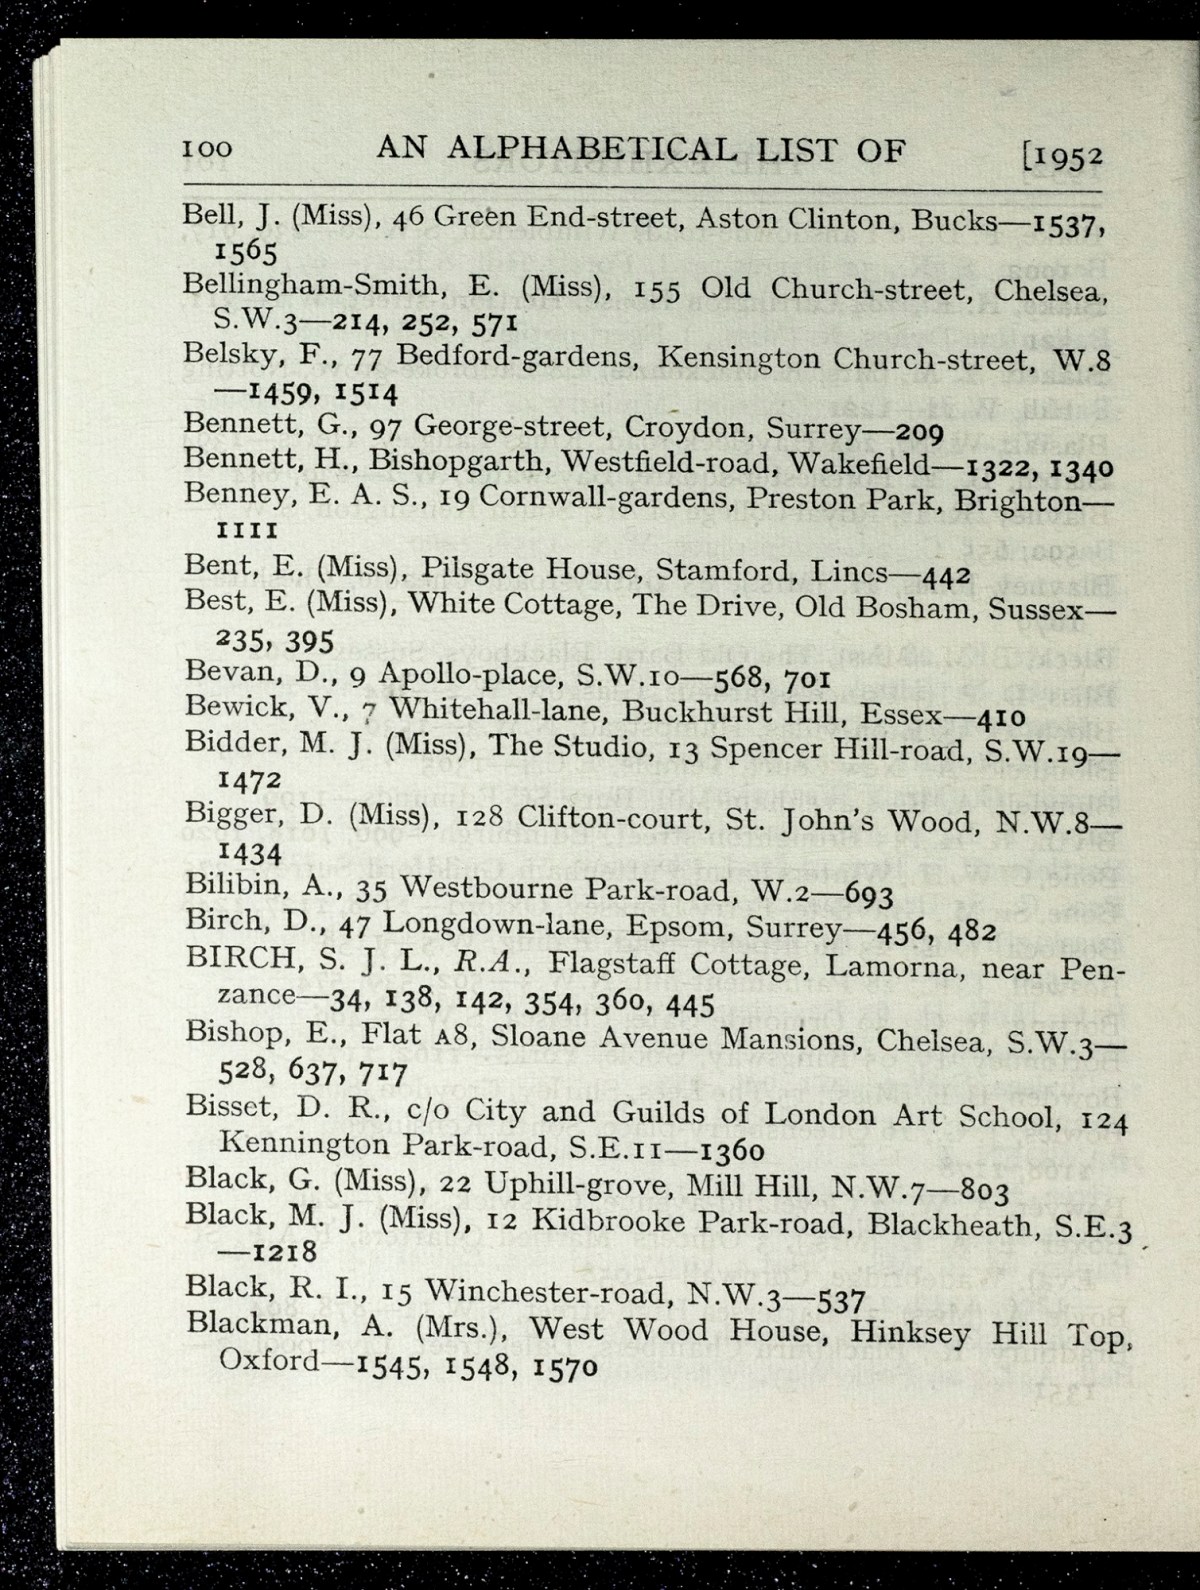 100 AN ALPHABETICAL LIST OF [1952
Bell, J. (Miss), 46 Green End-street, Aston Clinton, Bucks—1537,
1565
Bellingham-Smith, E. (Miss), 155 Old Church-street, Chelsea,
S.W.3—214, 252, 571
Belsky, F., 77 Bedford-gardens, Kensington Church-street, W.8
—1459, 1514
Bennett, G., 97 George-street, Croydon, Surrey—209
Bennett, H., Bishopgarth, Westfield-road, Wakefield—1322, 1340
Benney, E. A. S., 19 Cornwall-gardens, Preston Park, Brighton—
1111
Bent, E. (Miss), Pilsgate House, Stamford, Lincs—442
Best, E. (Miss), White Cottage, The Drive, Old Bosham, Sussex—
235, 395
Bevan, D., 9 Apollo-place, S.W.10—568, 701
Bewick, V., 7 Whitehall-lane, Buckhurst Hill, Essex—410
Bidder, M. J. (Miss), The Studio, 13 Spencer Hill-road, S.W.19—
1472
Bigger, D. (Miss), 128 Clifton-court, St. John's Wood, N.W.8—
1434
Bilibin, A., 35 Westbourne Park-road, W.2—693
Birch, D., 47 Longdown-lane, Epsom, Surrey—456, 482
BIRCH, S. J. L., R.A., Flagstaff Cottage, Lamorna, near Pen-
zance—34, 138, 142, 354, 360, 445
Bishop, E., Flat A8, Sloane Avenue Mansions, Chelsea, S.W.3—
528, 637, 717
Bisset, D. R., c/o City and Guilds of London Art School, 124
Kennington Park-road, S.E.11—1360
Black, G. (Miss), 22 Uphill-grove, Mill Hill, N.W.7—803
Black, M. J. (Miss), 12 Kidbrooke Park-road, Blackheath, S.E.3
—1218
Black, R. I., 15 Winchester-road, N.W.3—537
Blackman, A. (Mrs.), West Wood House, Hinksey Hill Top,
Oxford—1545, 1548, 1570